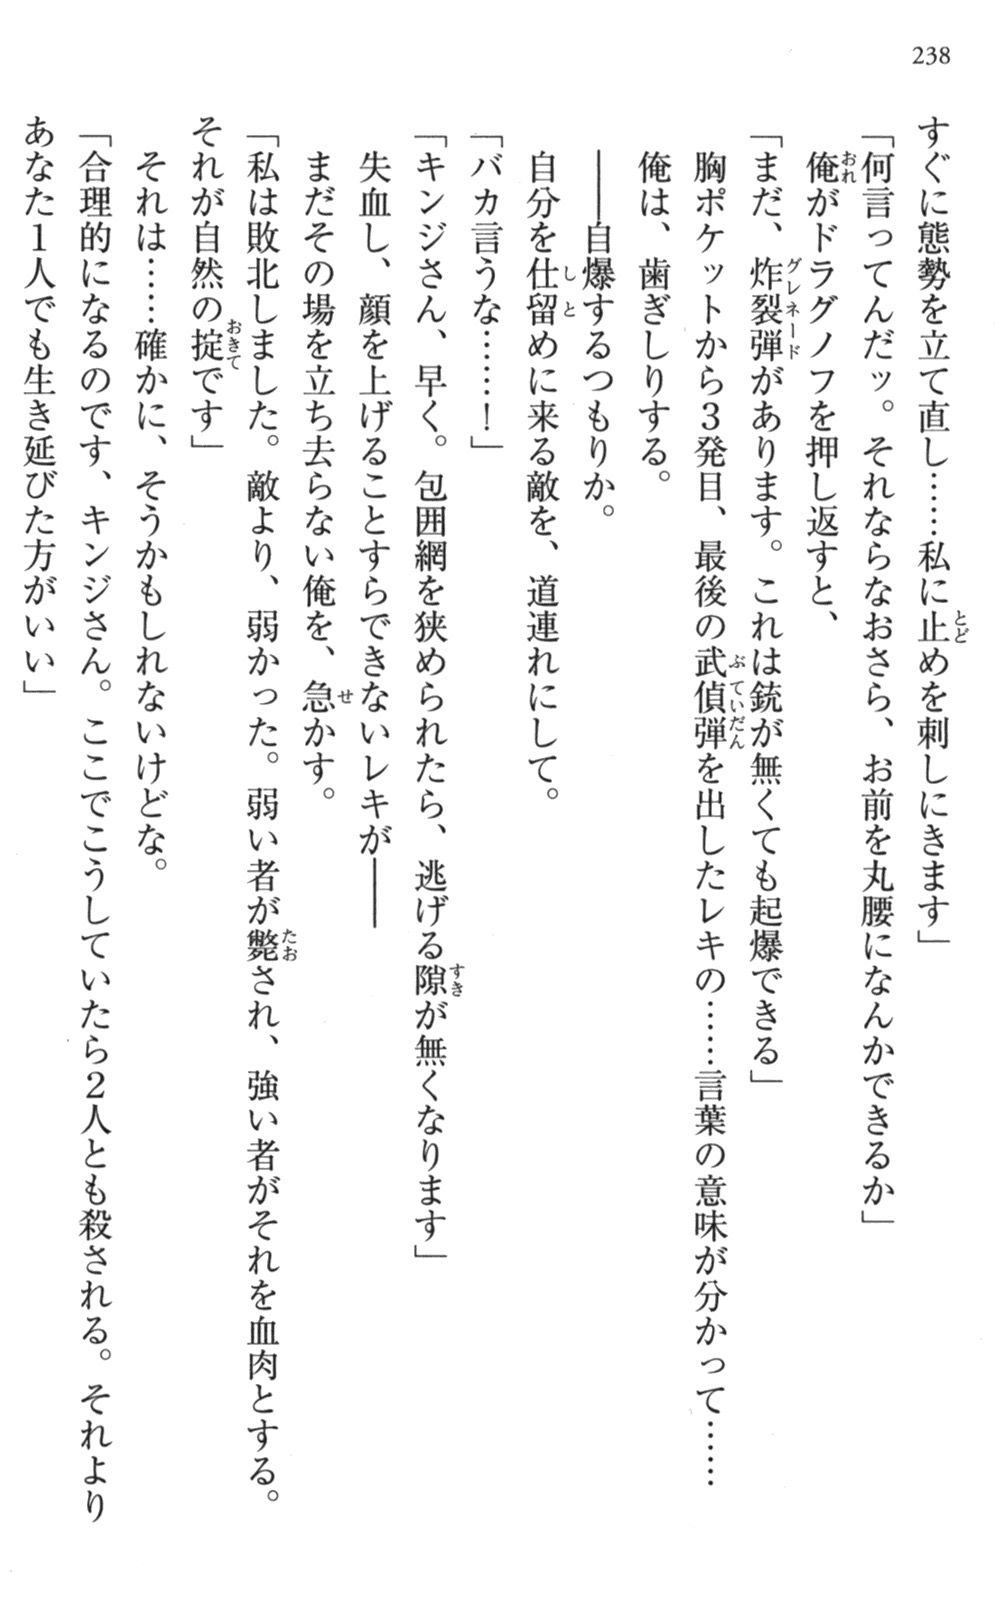 238
すぐに態勢を立て直し……私に止めを刺しにきます」
「何言ってんだッ。それならなおさら、お前を丸腰になんかできるか」
俺がドラグノフを押し返すと、
「まだ、炸裂弾があります。これは銃が無くても起爆できる」
胸ポケットから3発目、最後の武偵弾を出したレキの……言葉の意味が分かって……
俺は、歯ぎしりする。
――自爆するつもりか。
自分を仕留めに来る敵を、道連れにして。
「バカ言うな……！」
「キンジさん、早く。包囲網を狭められたら、逃げる隙が無くなります」
失血し、顔を上げることすらできないレキが――
まだその場を立ち去らない俺を、急かす。
「私は敗北しました。敵より、弱かった。弱い者が斃され、強い者がそれを血肉とする。
それが自然の掟です」
それは……確かに、そうかもしれないけどな。
「合理的になるのです、キンジさん。ここでこうしていたら2人とも殺される。それより
あなた1人でも生き延びた方がいい」